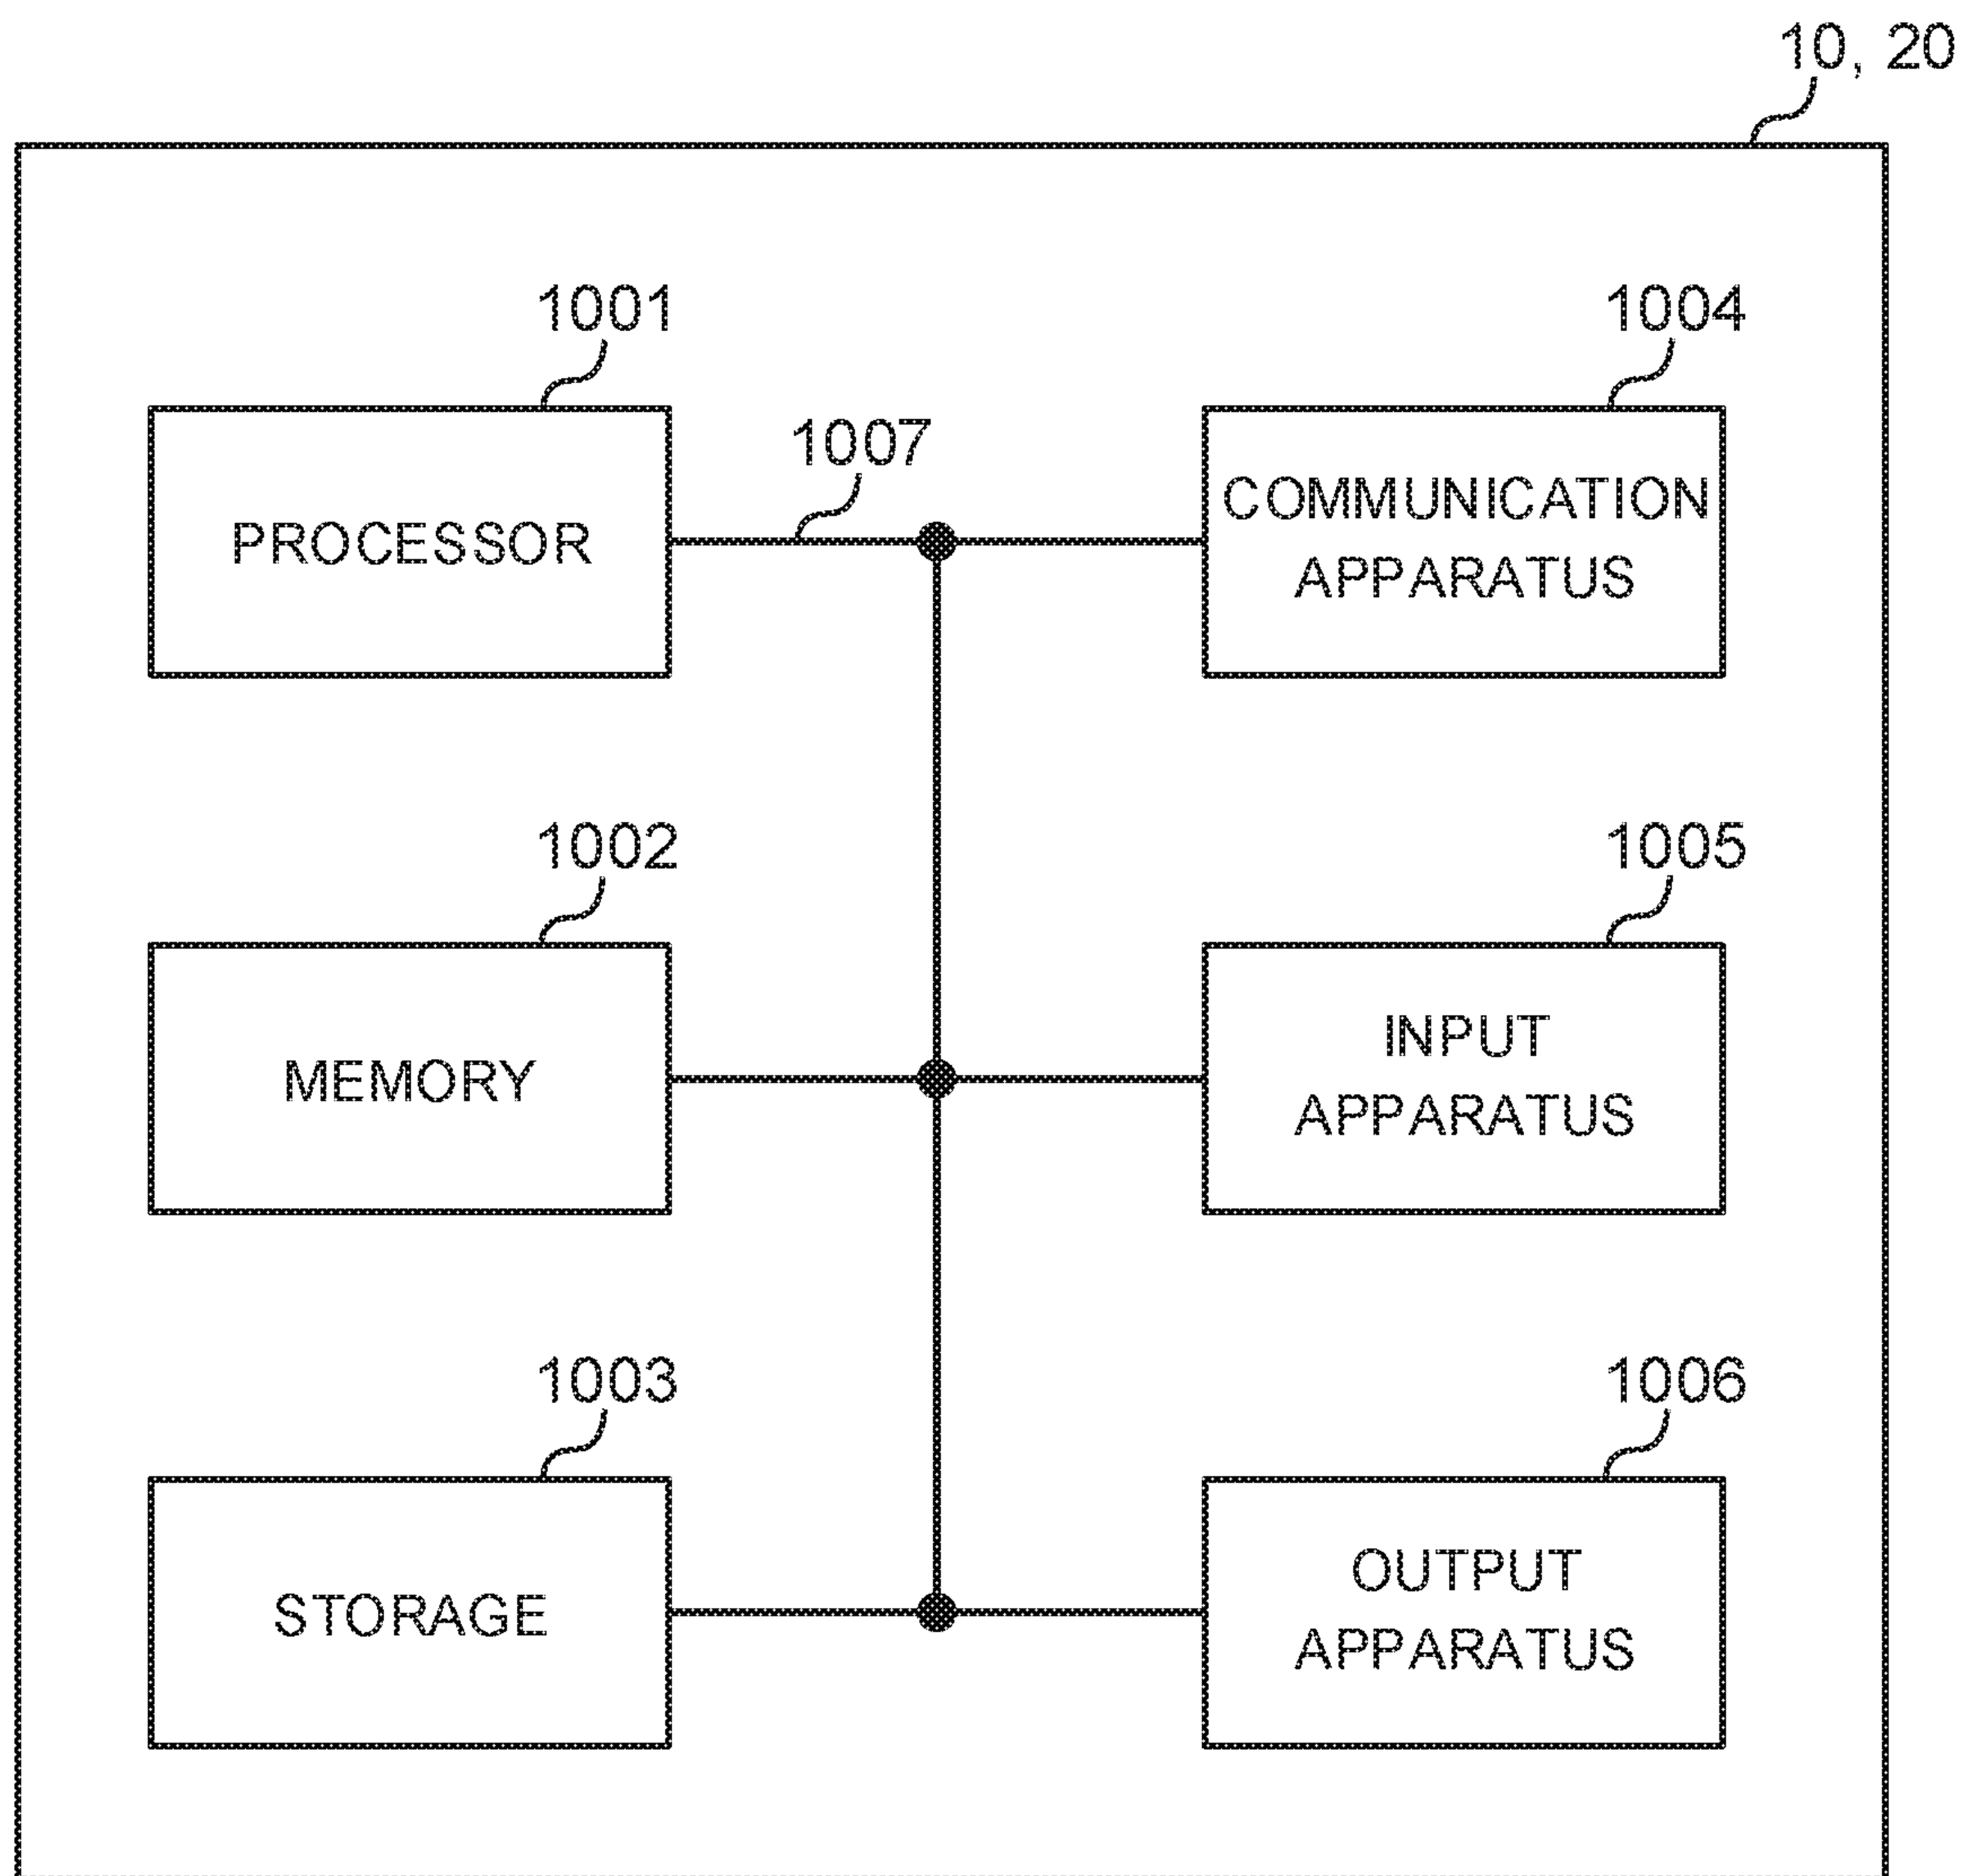 10, 20
1001
1004
1007
PROCESSOR
COMMUNICATION
APPARATUS
1002
1005
MEMORY
INPUT
APPARATUS
1003
1006
STORAGE
OUTPUT
APPARATUS